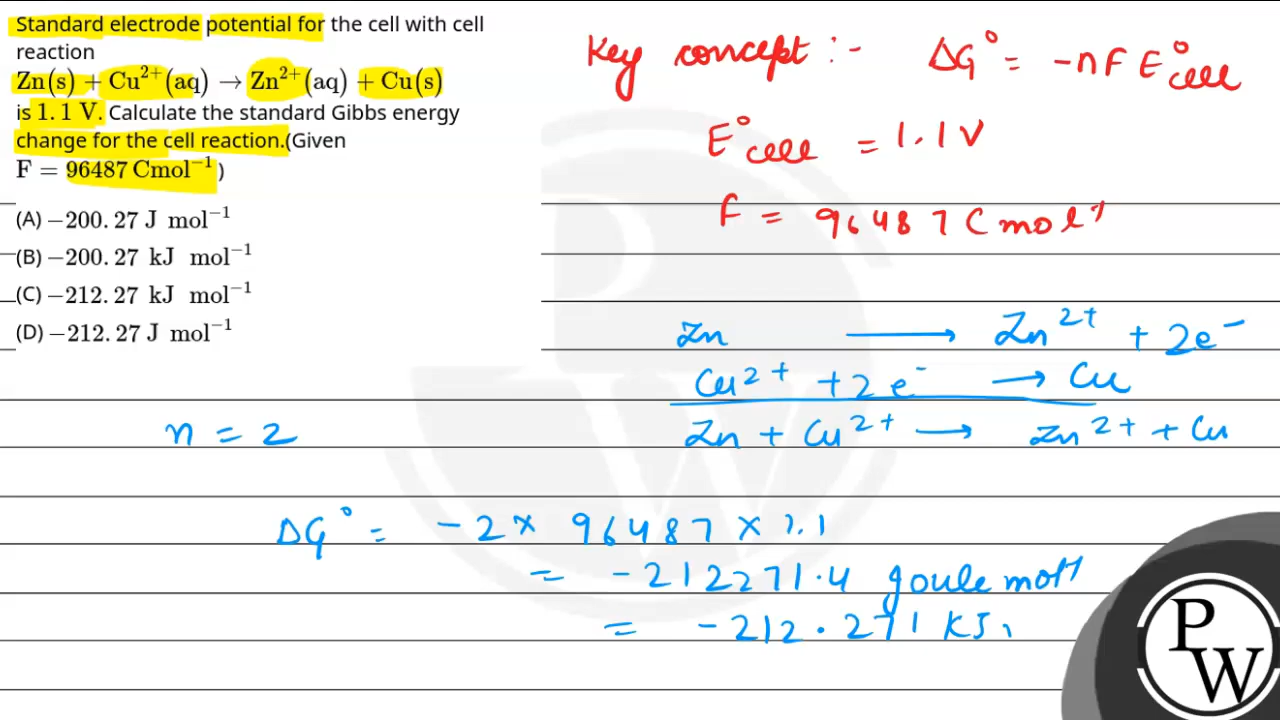 Standard electrode potential for the cell with cell
reaction
Zn(s) + Cu²⁺(aq) → Zn²⁺(aq) + Cu(s)
is 1.1 V. Calculate the standard Gibbs energy
change for the cell reaction.(Given
F = 96487 Cmol⁻¹)
(A) −200.27 J mol⁻¹
(B) −200.27 kJ mol⁻¹
(C) −212.27 kJ mol⁻¹
(D) −212.27 J mol⁻¹
Key concept :- ΔG° = -nF E°cell
E°cell = 1.1V
F = 96487 C mol⁻¹
Zn → Zn²⁺ + 2e⁻
Cu²⁺ + 2e⁻ → Cu
Zn + Cu²⁺ → Zn²⁺ + Cu
n = 2
ΔG° = -2 × 96487 × 1.1
= -212271.4 joule mol⁻¹
= -212.271 kJ
PW